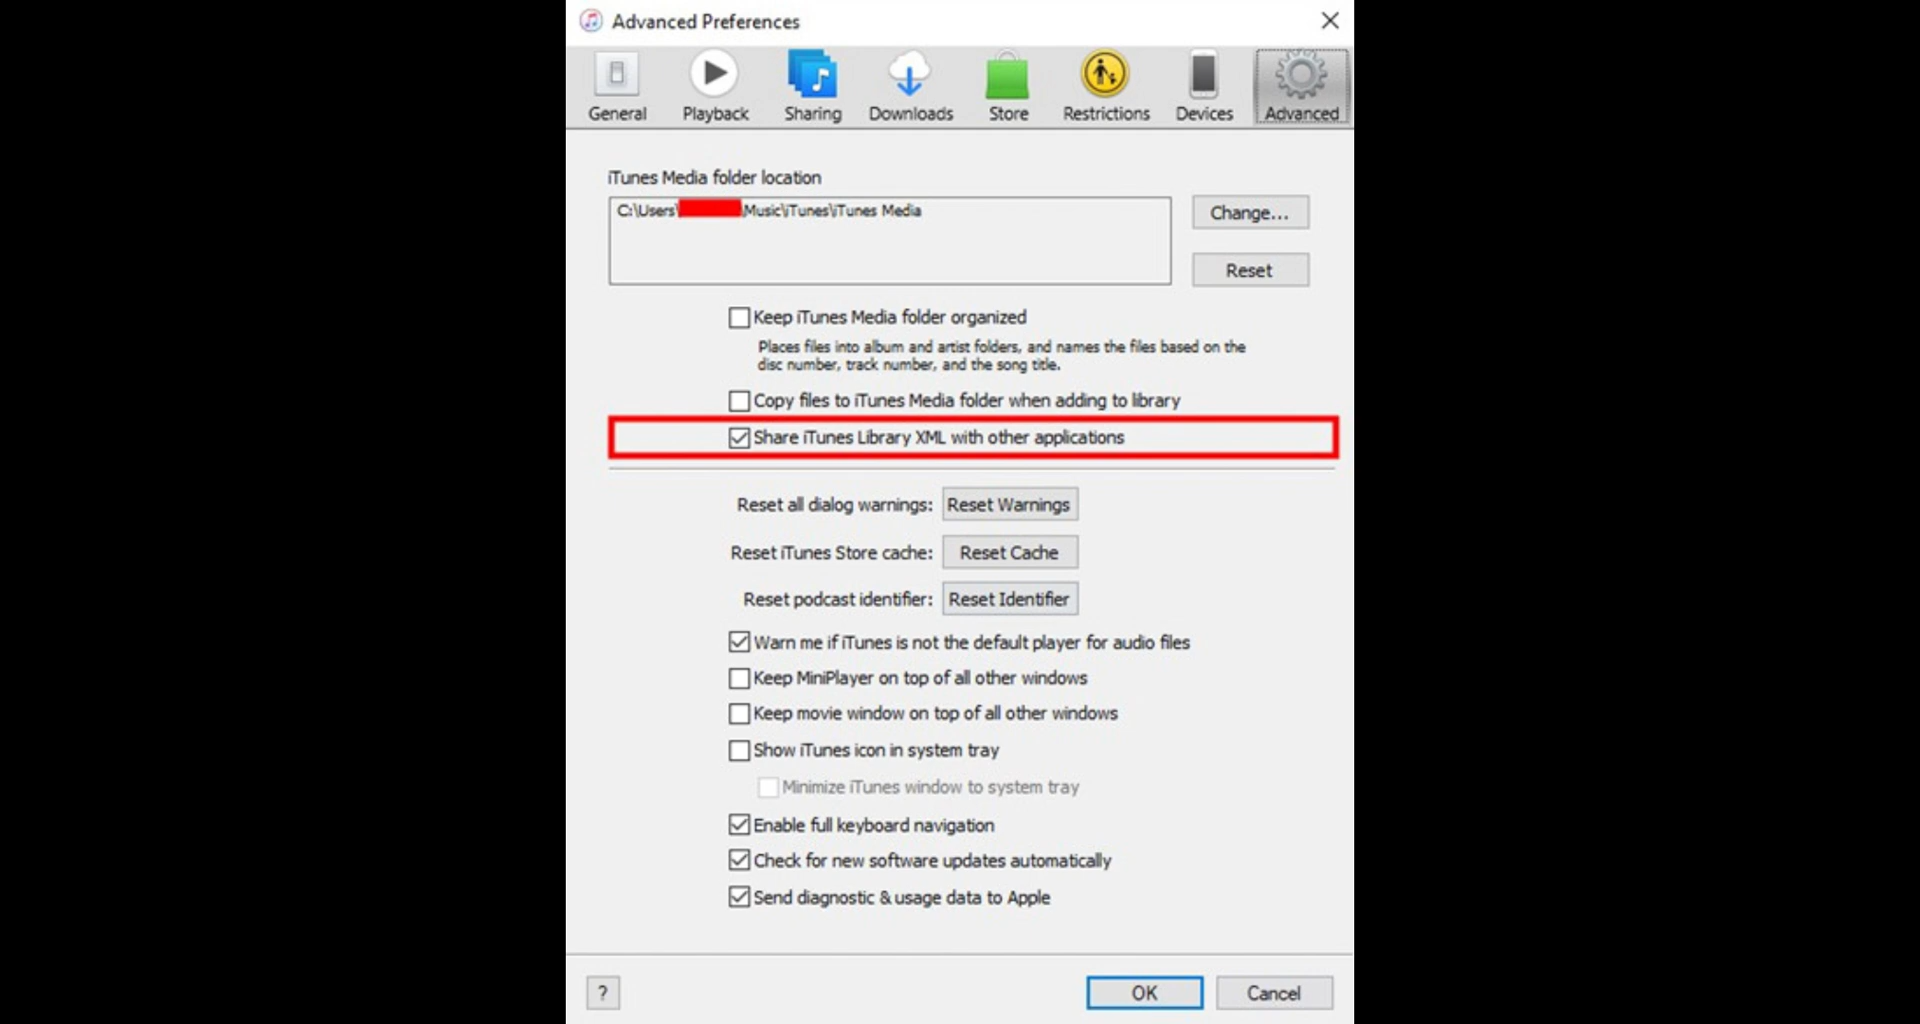 Advanced Preferences
General Playback Sharing Downloads Store Restrictions Devices Advanced
iTunes Media folder location
C:\Users\ \Music\iTunes\iTunes Media
Change...
Reset
Keep iTunes Media folder organized
Places files into album and artist folders, and names the files based on the
disc number, track number, and the song title.
Copy files to iTunes Media folder when adding to library
Share iTunes Library XML with other applications
Reset all dialog warnings: Reset Warnings
Reset iTunes Store cache: Reset Cache
Reset podcast identifier: Reset Identifier
Warn me if iTunes is not the default player for audio files
Keep MiniPlayer on top of all other windows
Keep movie window on top of all other windows
Show iTunes icon in system tray
Minimize iTunes window to system tray
Enable full keyboard navigation
Check for new software updates automatically
Send diagnostic & usage data to Apple
? OK Cancel